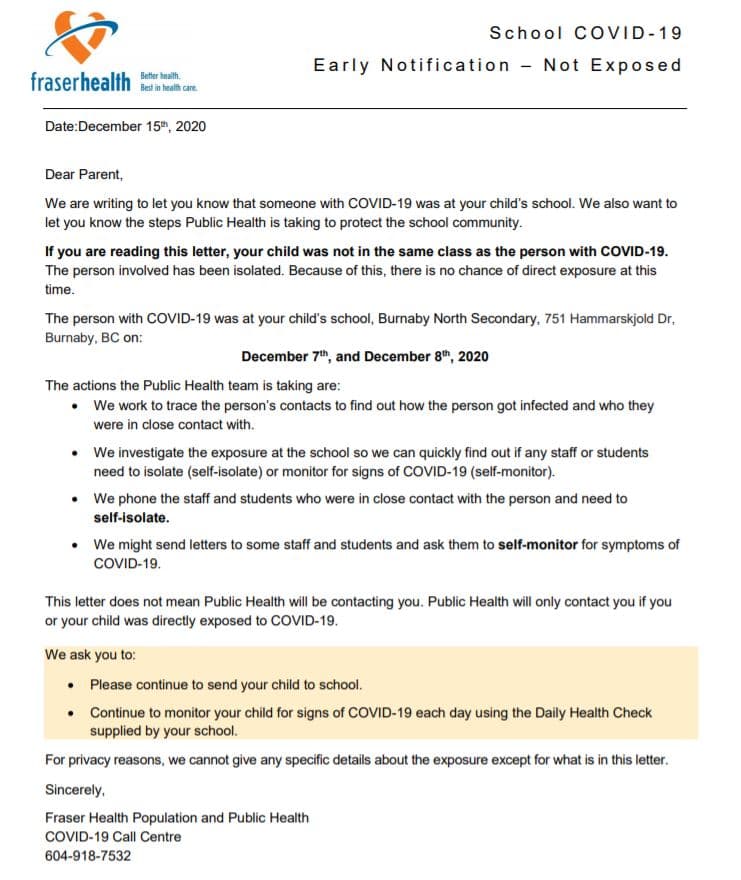 School COVID-19
Early Notification – Not Exposed
fraserhealth
Better health.
Best in health care.
Date:December 15th, 2020
Dear Parent,
We are writing to let you know that someone with COVID-19 was at your child's school. We also want to
let you know the steps Public Health is taking to protect the school community.
If you are reading this letter, your child was not in the same class as the person with COVID-19.
The person involved has been isolated. Because of this, there is no chance of direct exposure at this
time.
The person with COVID-19 was at your child's school, Burnaby North Secondary, 751 Hammarskjold Dr,
Burnaby, BC on:
December 7th, and December 8th, 2020
The actions the Public Health team is taking are:
• We work to trace the person's contacts to find out how the person got infected and who they
were in close contact with.
• We investigate the exposure at the school so we can quickly find out if any staff or students
need to isolate (self-isolate) or monitor for signs of COVID-19 (self-monitor).
• We phone the staff and students who were in close contact with the person and need to
self-isolate.
• We might send letters to some staff and students and ask them to self-monitor for symptoms of
COVID-19.
This letter does not mean Public Health will be contacting you. Public Health will only contact you if you
or your child was directly exposed to COVID-19.
We ask you to:
• Please continue to send your child to school.
• Continue to monitor your child for signs of COVID-19 each day using the Daily Health Check
supplied by your school.
For privacy reasons, we cannot give any specific details about the exposure except for what is in this letter.
Sincerely,
Fraser Health Population and Public Health
COVID-19 Call Centre
604-918-7532